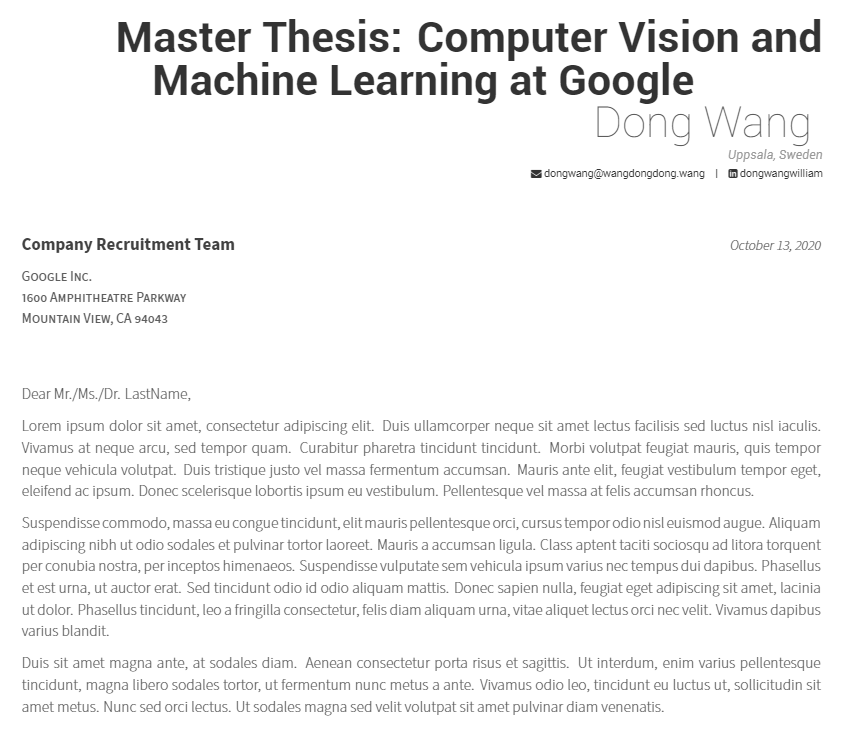 Master Thesis: Computer Vision and
Machine Learning at Google
Dong Wang
Uppsala, Sweden
dongwang@wangdongdong.wang | dongwangwilliam
Company Recruitment Team
October 13, 2020
Google Inc.
1600 Amphitheatre Parkway
Mountain View, CA 94043
Dear Mr./Ms./Dr. LastName,
Lorem ipsum dolor sit amet, consectetur adipiscing elit. Duis ullamcorper neque sit amet lectus facilisis sed luctus nisl iaculis.
Vivamus at neque arcu, sed tempor quam. Curabitur pharetra tincidunt tincidunt. Morbi volutpat feugiat mauris, quis tempor
neque vehicula volutpat. Duis tristique justo vel massa fermentum accumsan. Mauris ante elit, feugiat vestibulum tempor eget,
eleifend ac ipsum. Donec scelerisque lobortis ipsum eu vestibulum. Pellentesque vel massa at felis accumsan rhoncus.
Suspendisse commodo, massa eu congue tincidunt, elit mauris pellentesque orci, cursus tempor odio nisl euismod augue. Aliquam
adipiscing nibh ut odio sodales et pulvinar tortor laoreet. Mauris a accumsan ligula. Class aptent taciti sociosqu ad litora torquent
per conubia nostra, per inceptos himenaeos. Suspendisse vulputate sem vehicula ipsum varius nec tempus dui dapibus. Phasellus
et est urna, ut auctor erat. Sed tincidunt odio id odio aliquam mattis. Donec sapien nulla, feugiat eget adipiscing sit amet, lacinia
ut dolor. Phasellus tincidunt, leo a fringilla consectetur, felis diam aliquam urna, vitae aliquet lectus orci nec velit. Vivamus dapibus
varius blandit.
Duis sit amet magna ante, at sodales diam. Aenean consectetur porta risus et sagittis. Ut interdum, enim varius pellentesque
tincidunt, magna libero sodales tortor, ut fermentum nunc metus a ante. Vivamus odio leo, tincidunt eu luctus ut, sollicitudin sit
amet metus. Nunc sed orci lectus. Ut sodales magna sed velit volutpat sit amet pulvinar diam venenatis.